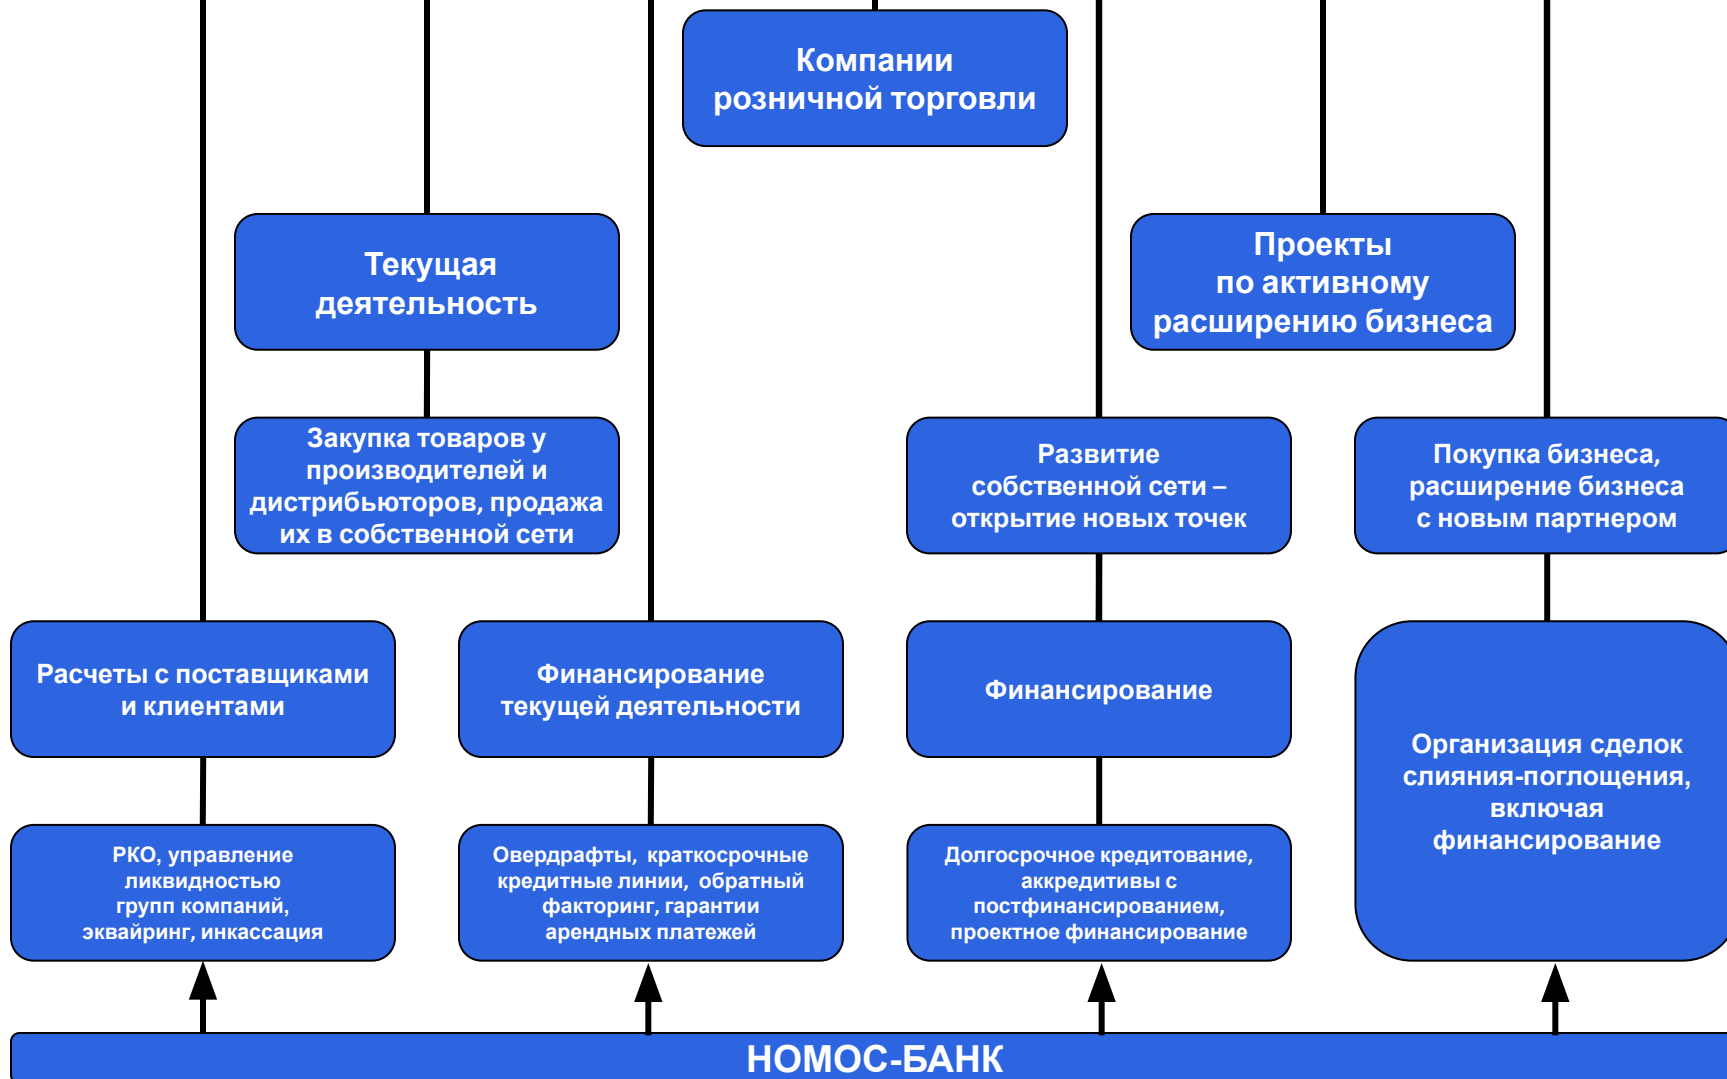 Компании
розничной торговли
Текущая
деятельность
Проекты
по активному
расширению бизнеса
Закупка товаров у
производителей и
дистрибьюторов, продажа
их в собственной сети
Развитие
собственной сети –
открытие новых точек
Покупка бизнеса,
расширение бизнеса
с новым партнером
Расчеты с поставщиками
и клиентами
Финансирование
текущей деятельности
Финансирование
Организация сделок
слияния-поглощения,
включая
финансирование
РКО, управление
ликвидностью
групп компаний,
эквайринг, инкассация
Овердрафты, краткосрочные
кредитные линии, обратный
факторинг, гарантии
арендных платежей
Долгосрочное кредитование,
аккредитивы с
постфинансированием,
проектное финансирование
НОМОС-БАНК